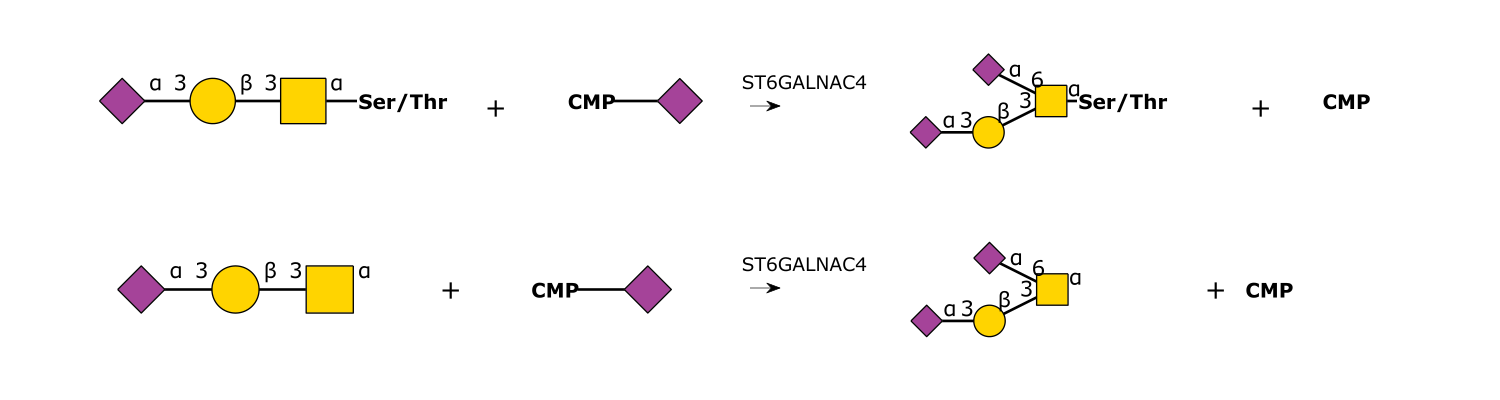 ST6GALNAC4
α 3 β 3 α Ser/Thr + CMP α 6 3 α Ser/Thr + CMP
α 3 β
ST6GALNAC4
α 3 β 3 α + CMP α 6 3 α + CMP
α 3 β